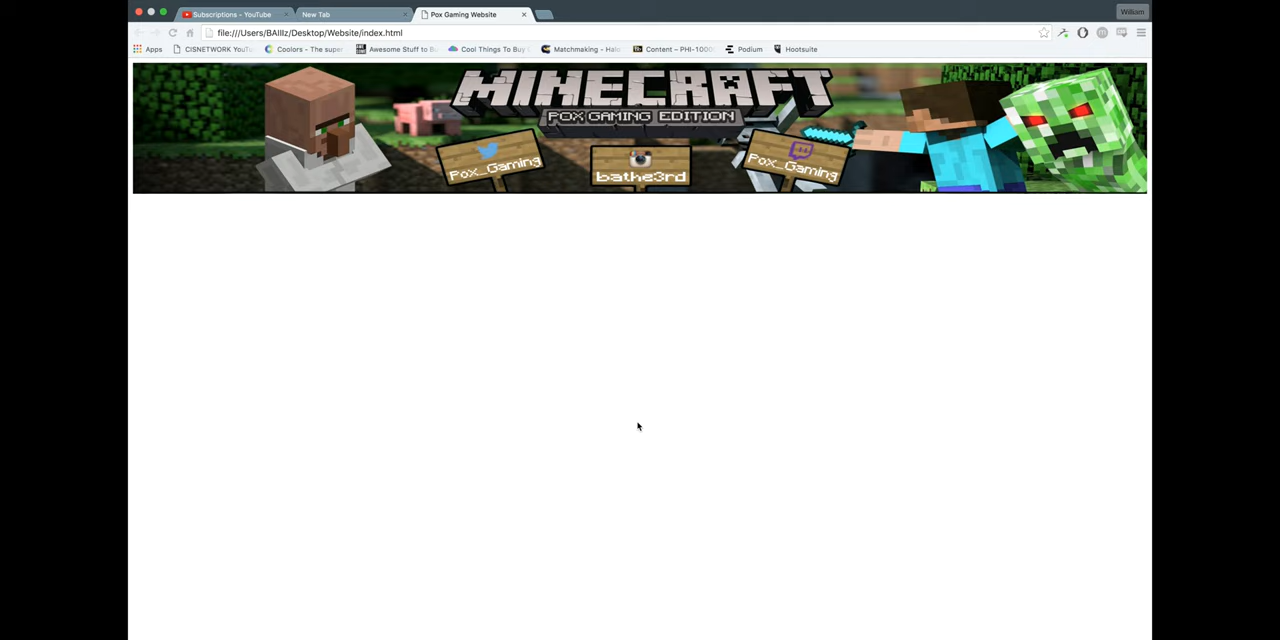 Subscriptions - YouTube
New Tab
Pox Gaming Website
William
file:///Users/BAIIIz/Desktop/Website/index.html
Apps
CISNETWORK YouTu
Coolors - The super
Awesome Stuff to Bu
Cool Things To Buy
Matchmaking - Halo
Content – PHI-1000
Podium
Hootsuite
MINECRAFT
POX GAMING EDITION
Pox_Gaming
bathe3rd
Pox_Gaming